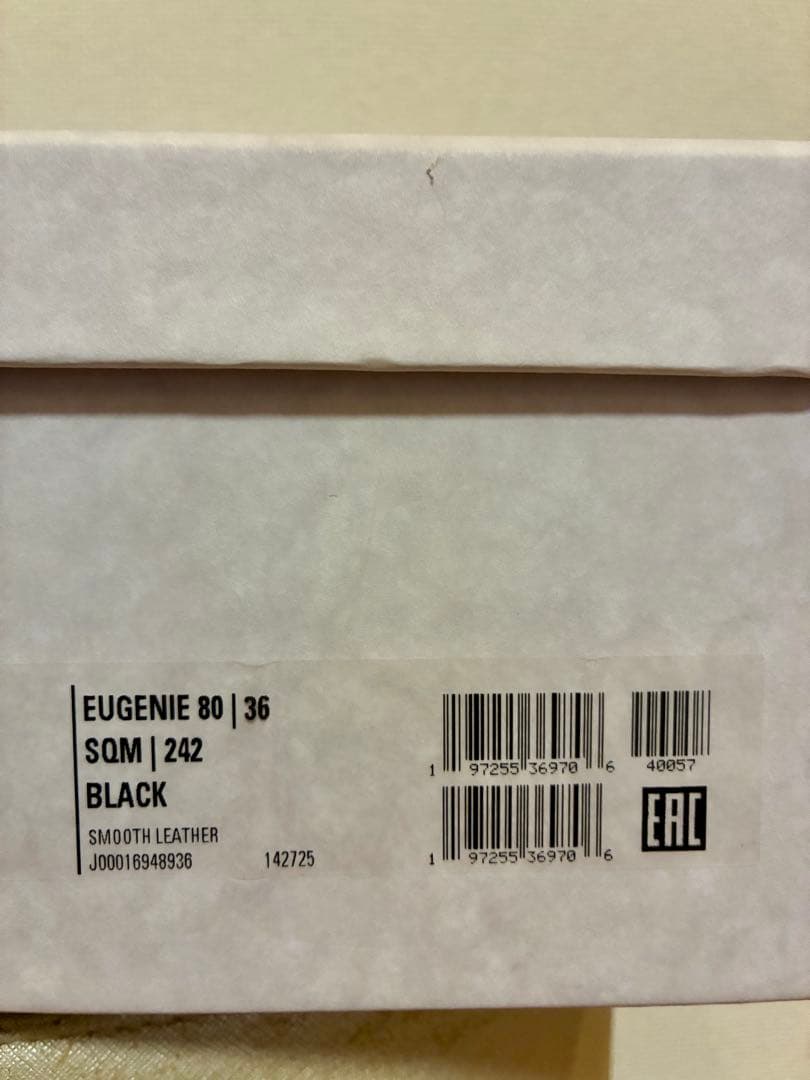 EUGENIE 80 | 36
SQM | 242
BLACK
SMOOTH LEATHER
J00016948936 142725
1 97255 36970 6
40057
1 97255 36970 6
EAC